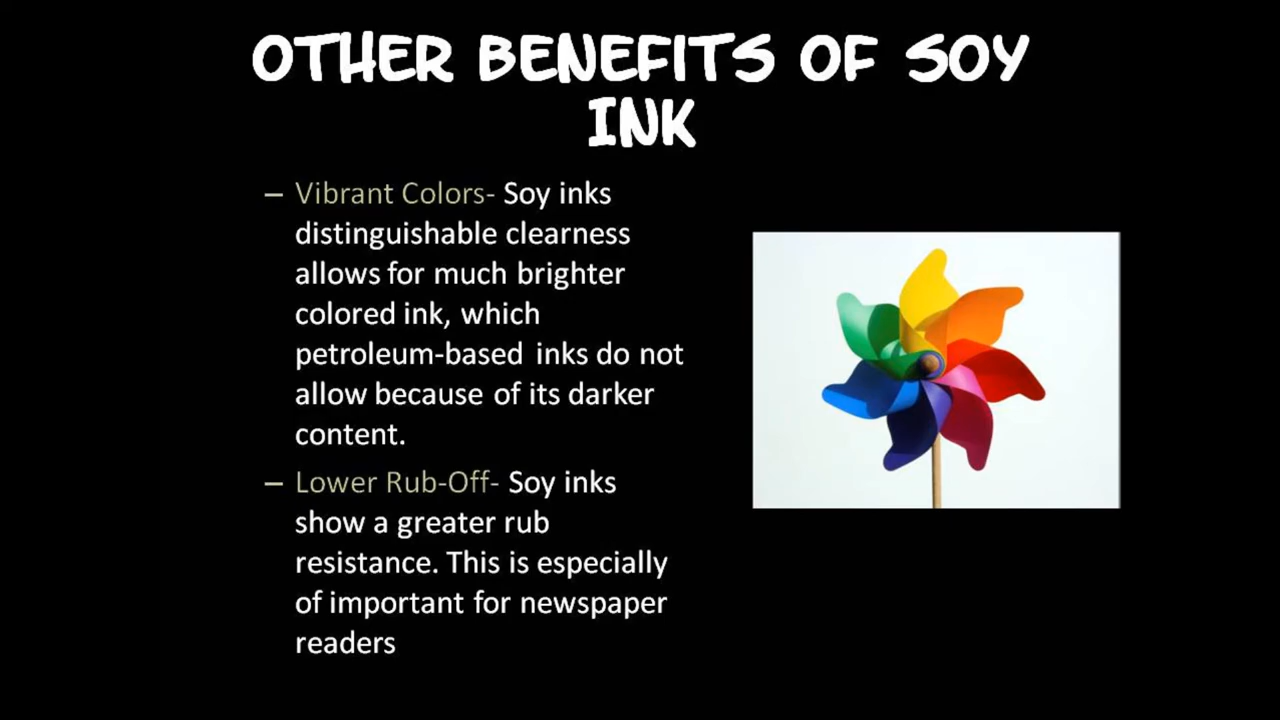 OTHER BENEFITS OF SOY
INK
– Vibrant Colors- Soy inks
distinguishable clearness
allows for much brighter
colored ink, which
petroleum-based inks do not
allow because of its darker
content.
– Lower Rub-Off- Soy inks
show a greater rub
resistance. This is especially
of important for newspaper
readers